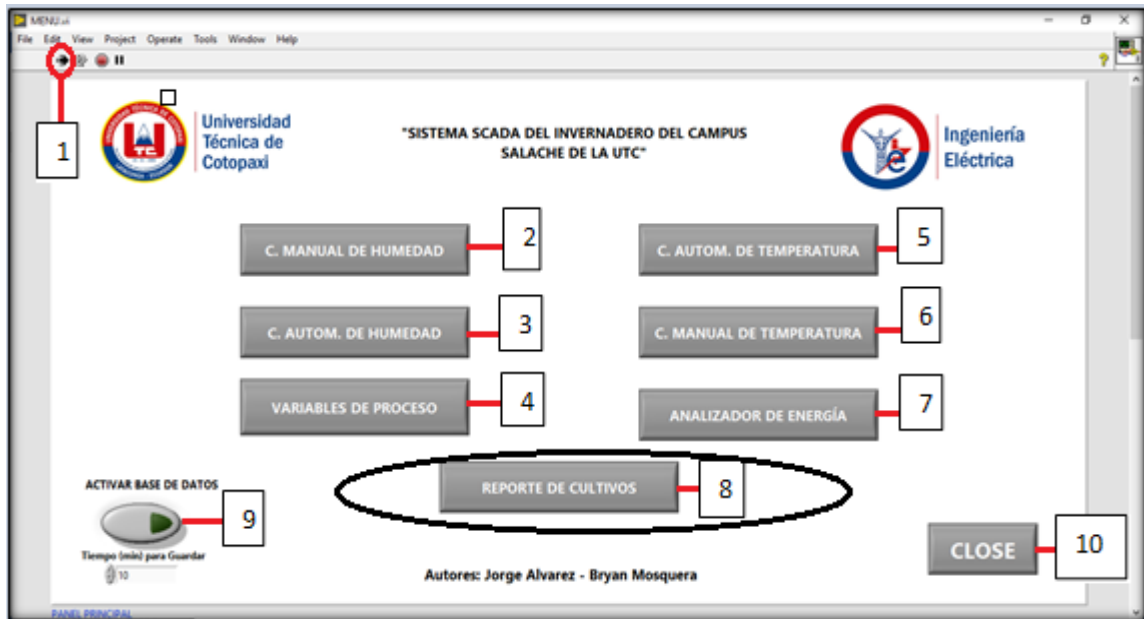 MENU.vi
File Edit View Project Operate Tools Window Help
1
Universidad
Técnica de
Cotopaxi
"SISTEMA SCADA DEL INVERNADERO DEL CAMPUS
SALACHE DE LA UTC"
Ingeniería
Eléctrica
C. MANUAL DE HUMEDAD
2
C. AUTOM. DE TEMPERATURA
5
C. AUTOM. DE HUMEDAD
3
C. MANUAL DE TEMPERATURA
6
VARIABLES DE PROCESO
4
ANALIZADOR DE ENERGÍA
7
REPORTE DE CULTIVOS
8
ACTIVAR BASE DE DATOS
9
Tiempo (min) para Guardar
10
CLOSE
10
Autores: Jorge Alvarez - Bryan Mosquera
PANEL PRINCIPAL